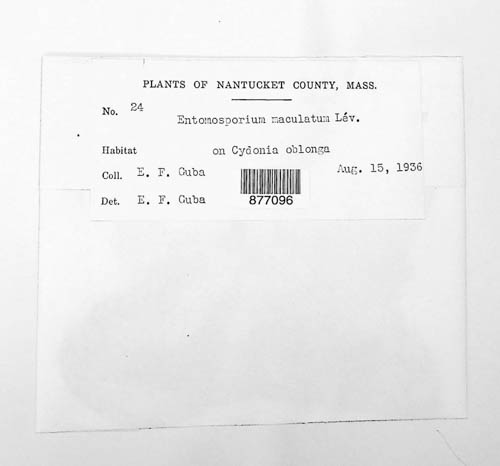 PLANTS OF NANTUCKET COUNTY, MASS.
No. 24
Entomosporium maculatum Lév.
Habitat on Cydonia oblonga
Coll. E. F. Guba Aug. 15, 1936
Det. E. F. Guba
877096